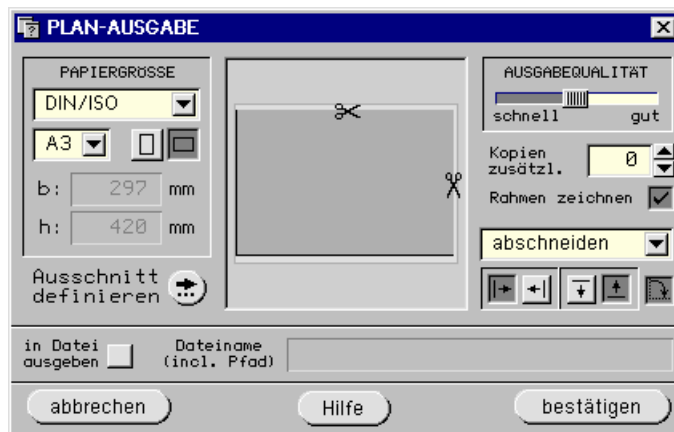 PLAN-AUSGABE
PAPIERGRÖSSE
DIN/ISO
A3
b: 297 mm
h: 420 mm
Ausschnitt
definieren
AUSGABEQUALITÄT
schnell gut
Kopien
zusätzl. 0
Rahmen zeichnen
abschneiden
in Datei
ausgeben
Dateiname
(incl. Pfad)
abbrechen
Hilfe
bestätigen